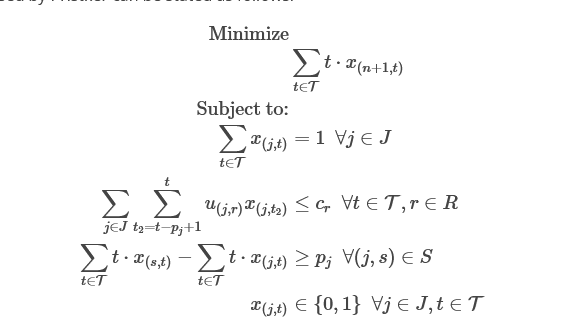 Minimize
∑_{t∈𝒯} t · x_{(n+1,t)}
Subject to:
∑_{t∈𝒯} x_{(j,t)} = 1 ∀j ∈ J
∑_{j∈J} ∑_{t₂=t−p_j+1}^{t} u_{(j,r)}x_{(j,t₂)} ≤ c_r ∀t ∈ 𝒯, r ∈ R
∑_{t∈𝒯} t · x_{(s,t)} − ∑_{t∈𝒯} t · x_{(j,t)} ≥ p_j ∀(j, s) ∈ S
x_{(j,t)} ∈ {0, 1} ∀j ∈ J, t ∈ 𝒯